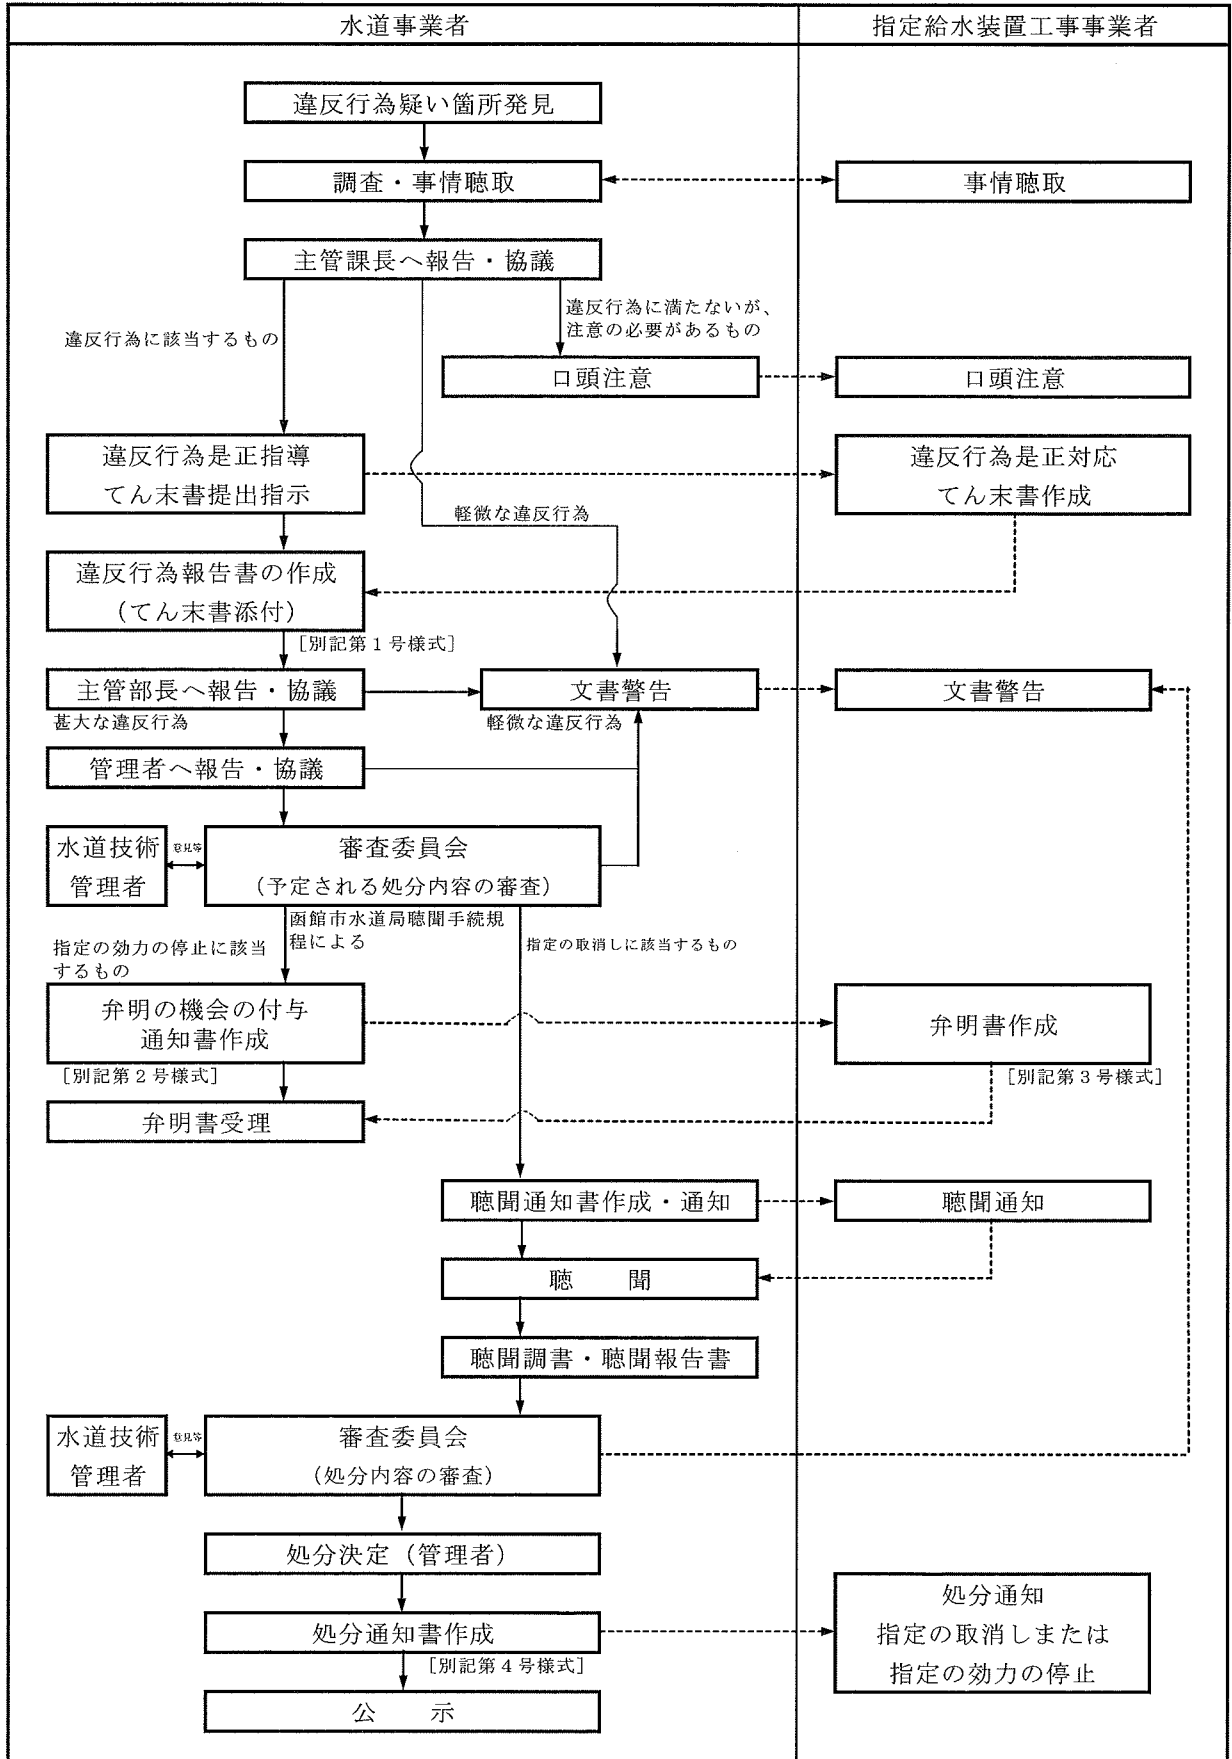 水道事業者
指定給水装置工事事業者
違反行為疑い箇所発見
調査・事情聴取
事情聴取
主管課長へ報告・協議
違反行為に該当するもの
違反行為に満たないが、
注意の必要があるもの
口頭注意
口頭注意
違反行為是正指導
てん末書提出指示
違反行為是正対応
てん末書作成
軽微な違反行為
違反行為報告書の作成
（てん末書添付）
［別記第１号様式］
主管部長へ報告・協議
文書警告
文書警告
甚大な違反行為
軽微な違反行為
管理者へ報告・協議
水道技術
管理者
意見等
審査委員会
（予定される処分内容の審査）
函館市水道局聴聞手続規
程による
指定の効力の停止に該当
するもの
指定の取消しに該当するもの
弁明の機会の付与
通知書作成
弁明書作成
［別記第２号様式］
［別記第３号様式］
弁明書受理
聴聞通知書作成・通知
聴聞通知
聴　　聞
聴聞調書・聴聞報告書
水道技術
管理者
意見等
審査委員会
（処分内容の審査）
処分決定（管理者）
処分通知書作成
処分通知
指定の取消しまたは
指定の効力の停止
［別記第４号様式］
公　　示